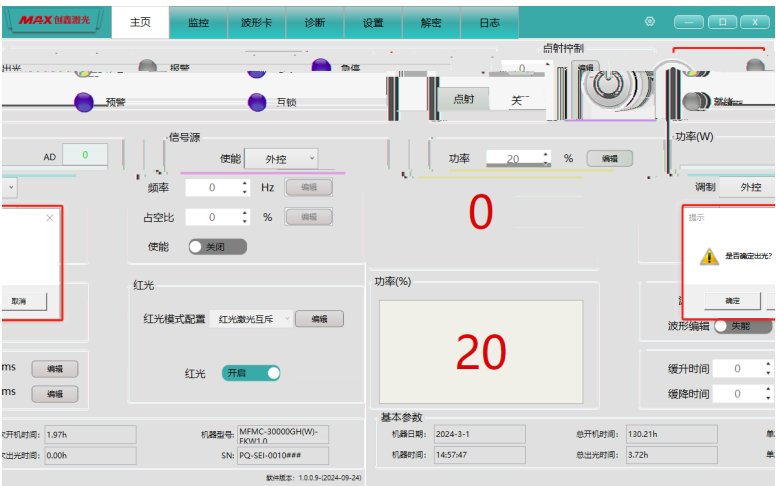 MAX 创鑫激光 主页 监控 波形卡 诊断 设置 解密 日志
点射控制
预警 互锁 点射 关
信号源 功率(W)
AD 0 使能 外控 功率 20 % 编辑
频率 0 Hz 编辑 调制 外控
占空比 0 % 编辑 0 提示
使能 关闭 是否确定出光?
取消 确定
红光 功率(%)
红光模式配置 红光激光互斥 编辑 20 波形编辑 失能
红光 开启
ms 编辑 缓升时间 0
ms 编辑 缓降时间 0
基本参数
次开机时间: 1.97h 机器型号: MFMC-30000GH(W)-
FKW1.0
机器日期: 2024-3-1 总开机时间: 130.21h
次出光时间: 0.00h SN: PQ-SEI-0010### 机器时间: 14:57:47 总出光时间: 3.72h
软件版本: 1.0.0.9-(2024-09-24)